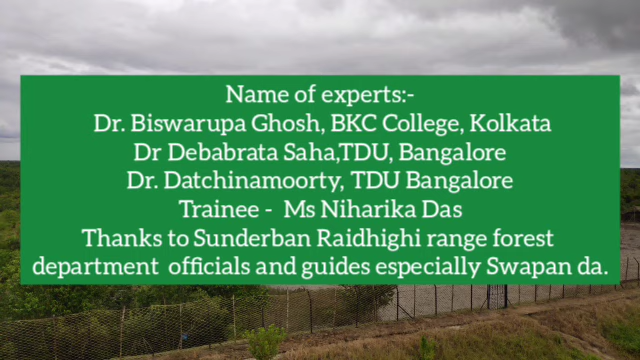 Name of experts:-
Dr. Biswarupa Ghosh, BKC College, Kolkata
Dr Debabrata Saha,TDU, Bangalore
Dr. Datchinamoorty, TDU Bangalore
Trainee - Ms Niharika Das
Thanks to Sunderban Raidhighi range forest
department officials and guides especially Swapan da.